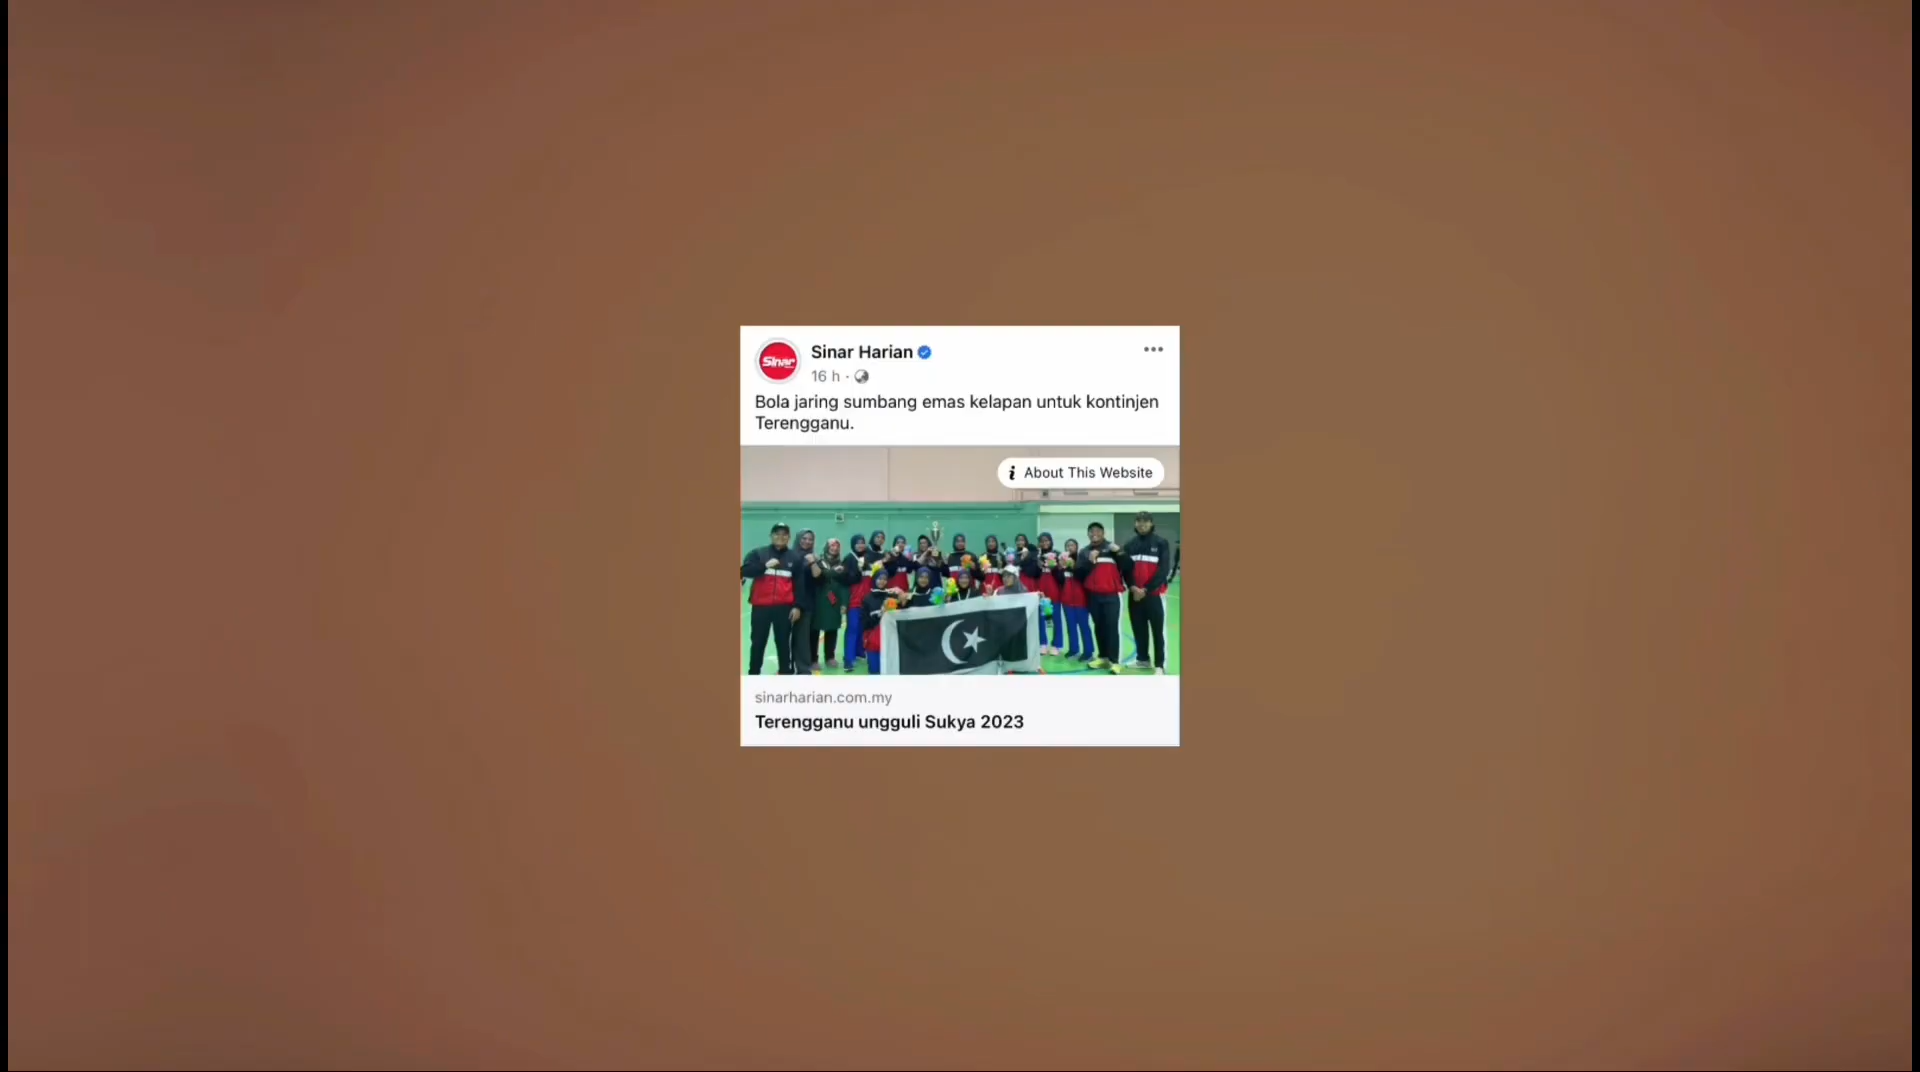 Sinar
Sinar Harian
16 h ·
Bola jaring sumbang emas kelapan untuk kontinjen
Terengganu.
i About This Website
sinarharian.com.my
Terengganu ungguli Sukya 2023